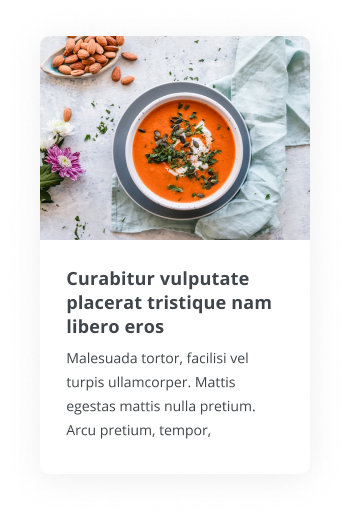 Curabitur vulputate
placerat tristique nam
libero eros
Malesuada tortor, facilisi vel
turpis ullamcorper. Mattis
egestas mattis nulla pretium.
Arcu pretium, tempor,